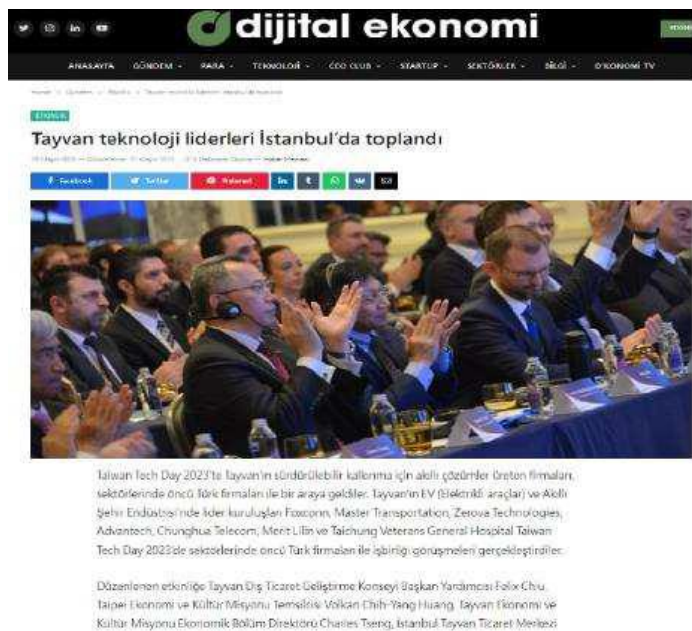 dijital ekonomi
ANASAYFA GÜNDEM PARA TEKNOLOJİ CEO CLUB STARTUP SEKTÖRLER BİLGİ D'KONOMİ TV
ETKİNLİK
Tayvan teknoloji liderleri İstanbul'da toplandı
Facebook Twitter Pinterest
Taiwan Tech Day 2023'te Tayvan'ın sürdürülebilir kalkınma için akıllı çözümler üreten firmaları,
sektörlerinde öncü Türk firmaları ile bir araya geldiler. Tayvan'ın EV (Elektrikli araçlar) ve Akıllı
Şehir Endüstrisi'nde lider kuruluşları Foxconn, Master Transportation, Zerova Technologies,
Advantech, Chunghua Telecom, Merit Lilin ve Taichung Veterans General Hospital Taiwan
Tech Day 2023'de sektörlerinde öncü Türk firmaları ile işbirliği görüşmeleri gerçekleştirdiler.
Düzenlenen etkinliğe Tayvan Dış Ticaret Geliştirme Konseyi Başkan Yardımcısı Felix Chiu,
Taipei Ekonomi ve Kültür Misyonu Temsilcisi Volkan Chih-Yang Huang, Tayvan Ekonomi ve
Kültür Misyonu Ekonomik Bölüm Direktörü Charles Tseng, İstanbul Tayvan Ticaret Merkezi